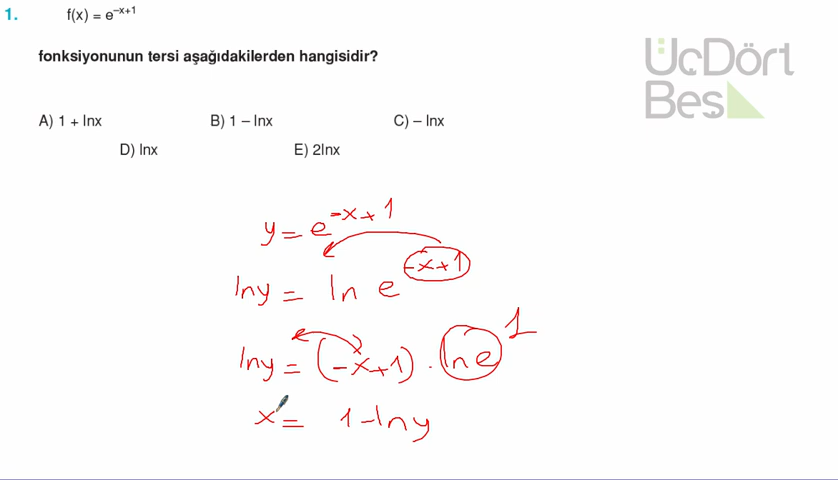 1. f(x) = e^{–x+1}
fonksiyonunun tersi aşağıdakilerden hangisidir?
ÜçDört
Beş
A) 1 + lnx B) 1 – lnx C) – lnx
D) lnx E) 2lnx
y = e^{-x+1}
lny = ln e^{-x+1}
lny = (-x+1) . lne 1
x = 1-lny